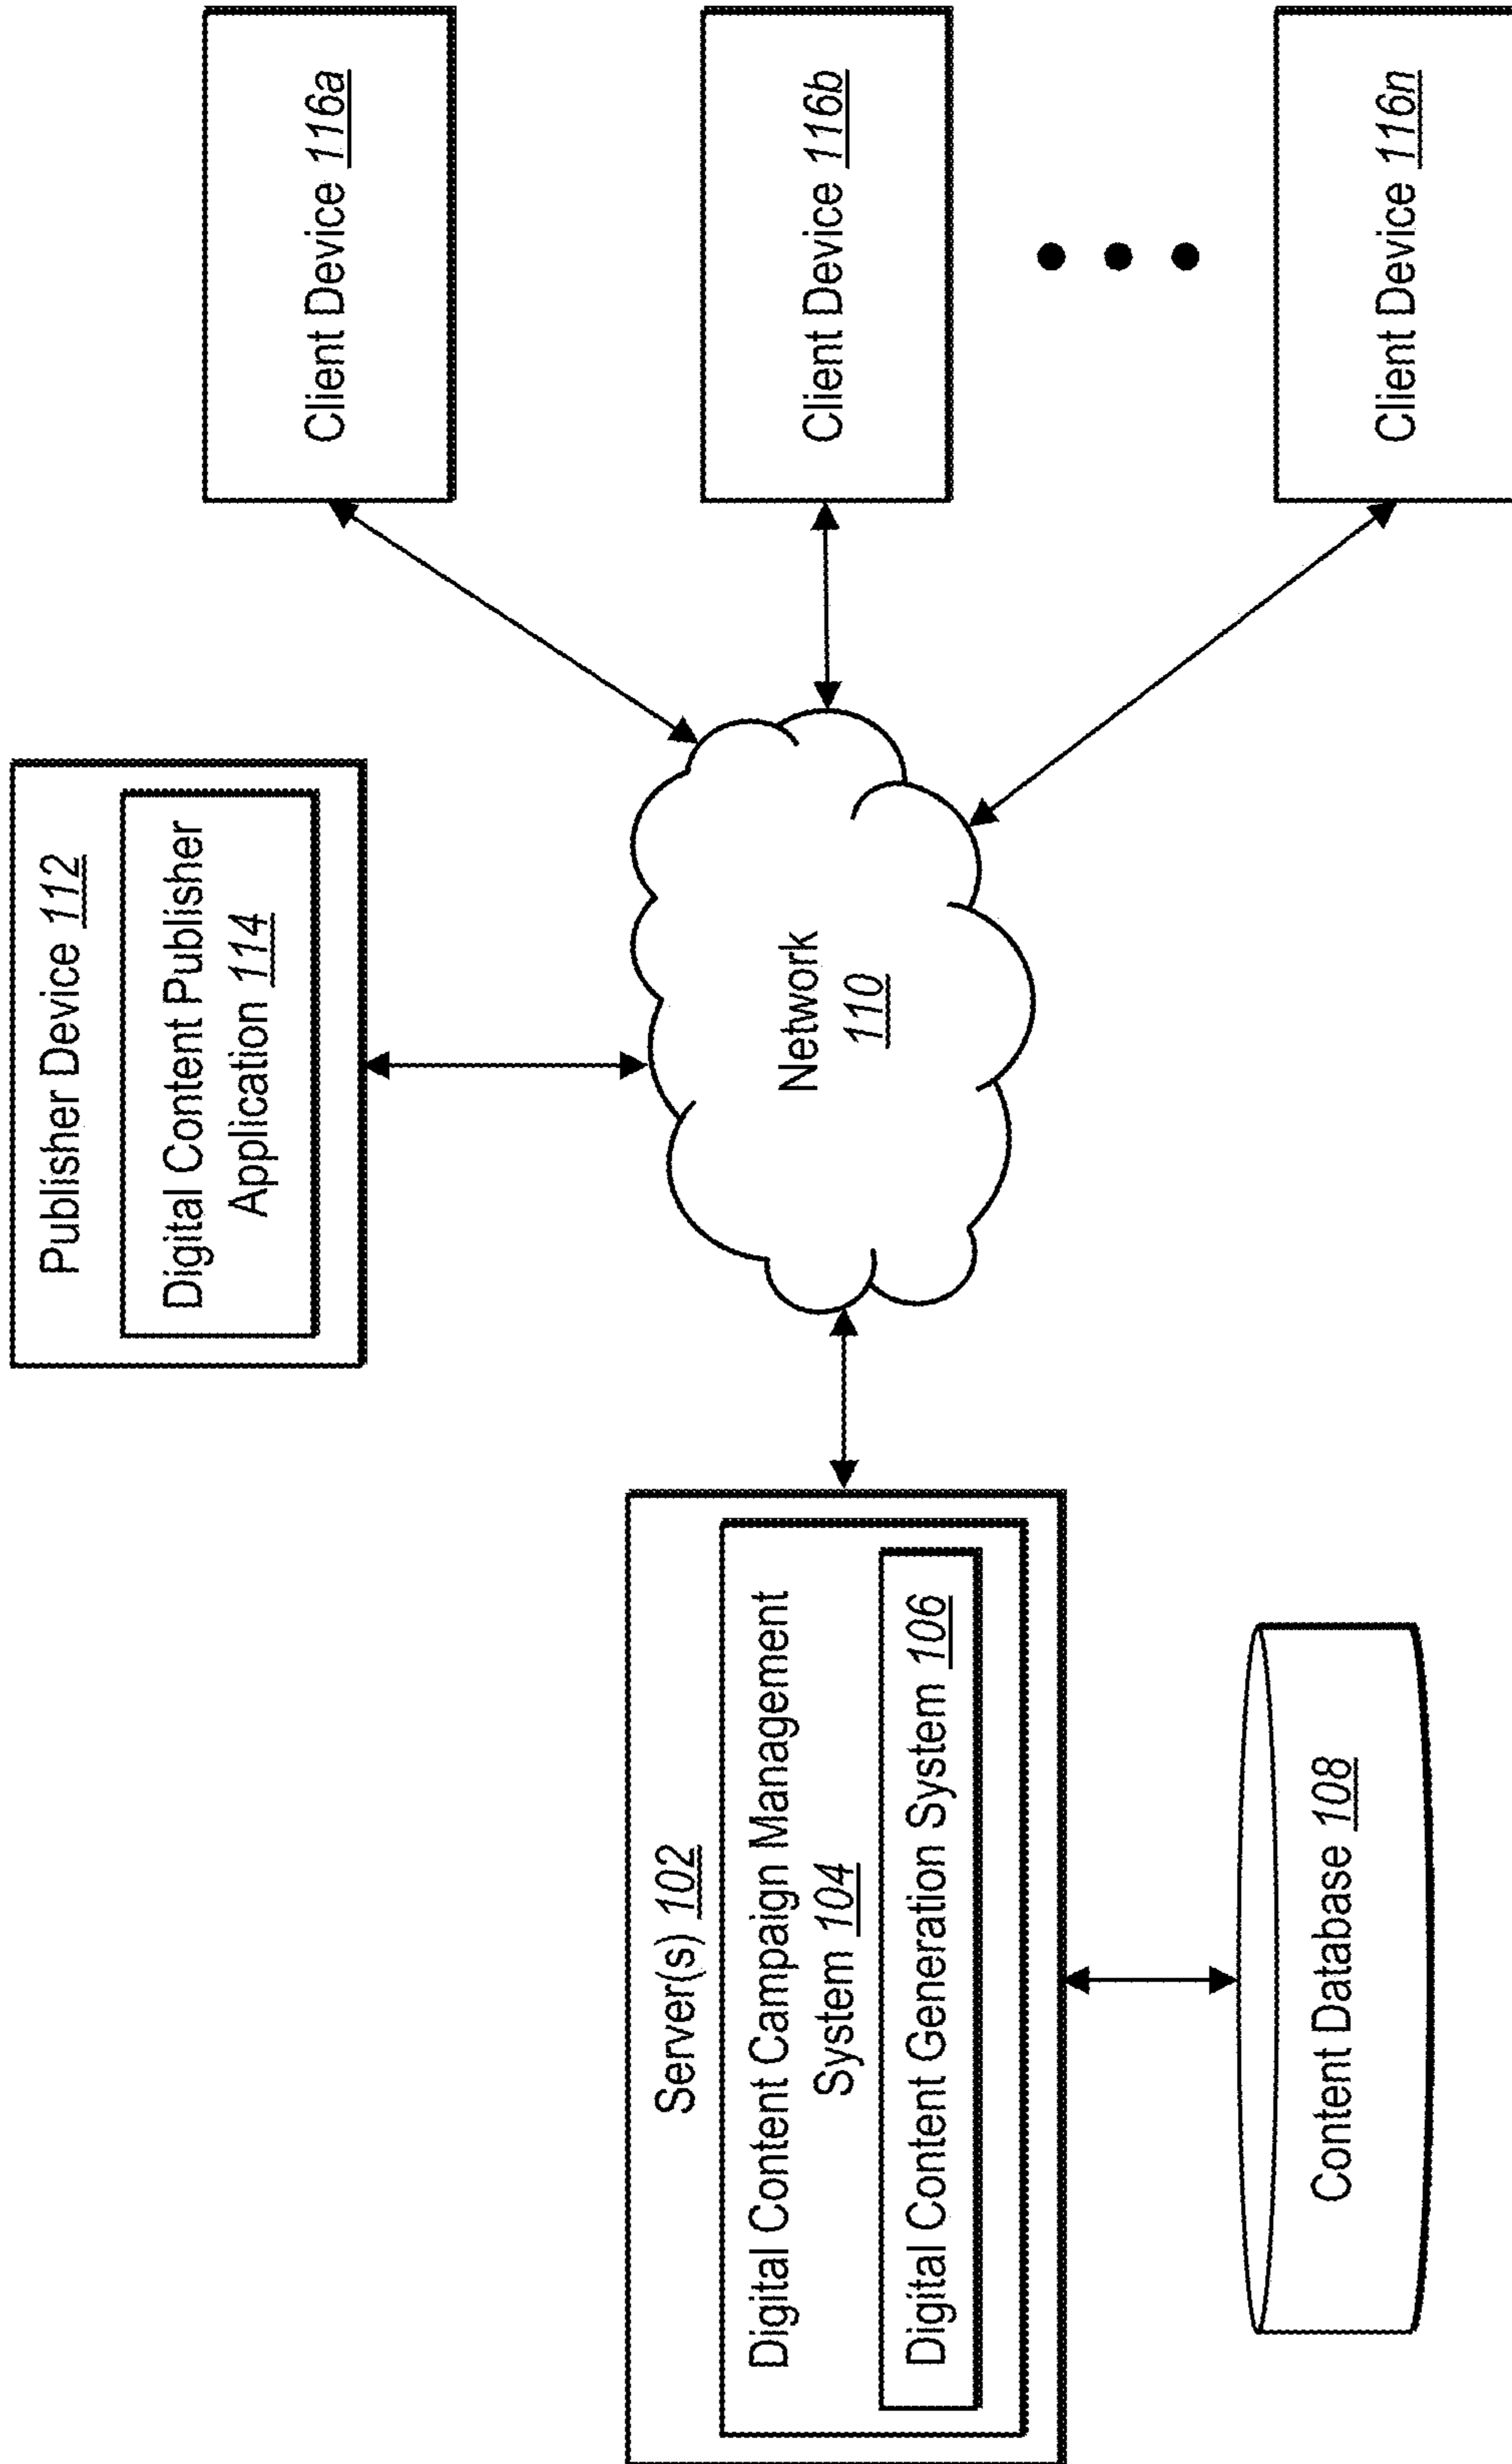 Publisher Device 112
Digital Content Publisher
Application 114
Server(s) 102
Digital Content Campaign Management
System 104
Digital Content Generation System 106
Content Database 108
Network
110
Client Device 116a
Client Device 116b
Client Device 116n